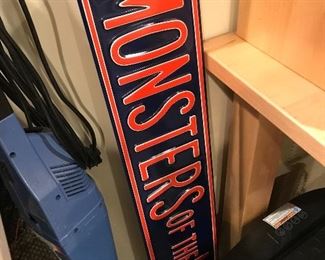 MONSTERS OF THE